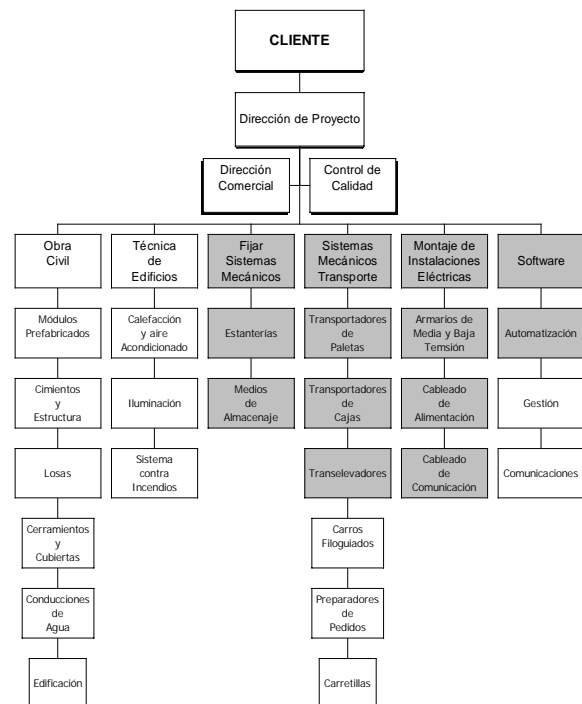 CLIENTE
Dirección de Proyecto
Dirección
Comercial
Control de
Calidad
Obra
Civil
Técnica
de
Edificios
Fijar
Sistemas
Mecánicos
Sistemas
Mecánicos
Transporte
Montaje de
Instalaciones
Eléctricas
Software
Módulos
Prefabricados
Calefacción
y aire
Acondicionado
Estanterías
Transportadores
de
Paletas
Armarios de
Media y Baja
Temsión
Automatización
Cimientos
y
Estructura
Iluminación
Medios
de
Almacenaje
Transportadores
de
Cajas
Cableado
de
Alimentación
Gestión
Losas
Sistema
contra
Incendios
Transelevadores
Cableado
de
Comunicación
Comunicaciones
Cerramientos
y
Cubiertas
Carros
Filoguiados
Conducciones
de
Agua
Preparadores
de
Pedidos
Edificación
Carretillas